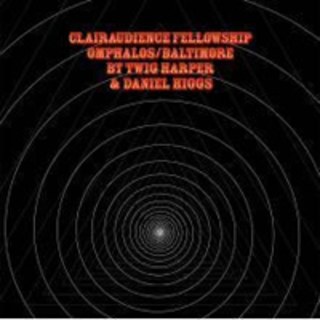 CLAIRAUDIENCE FELLOWSHIP
OMPHALOS/BALTIMORE
BY TWIG HARPER
& DANIEL HIGGS